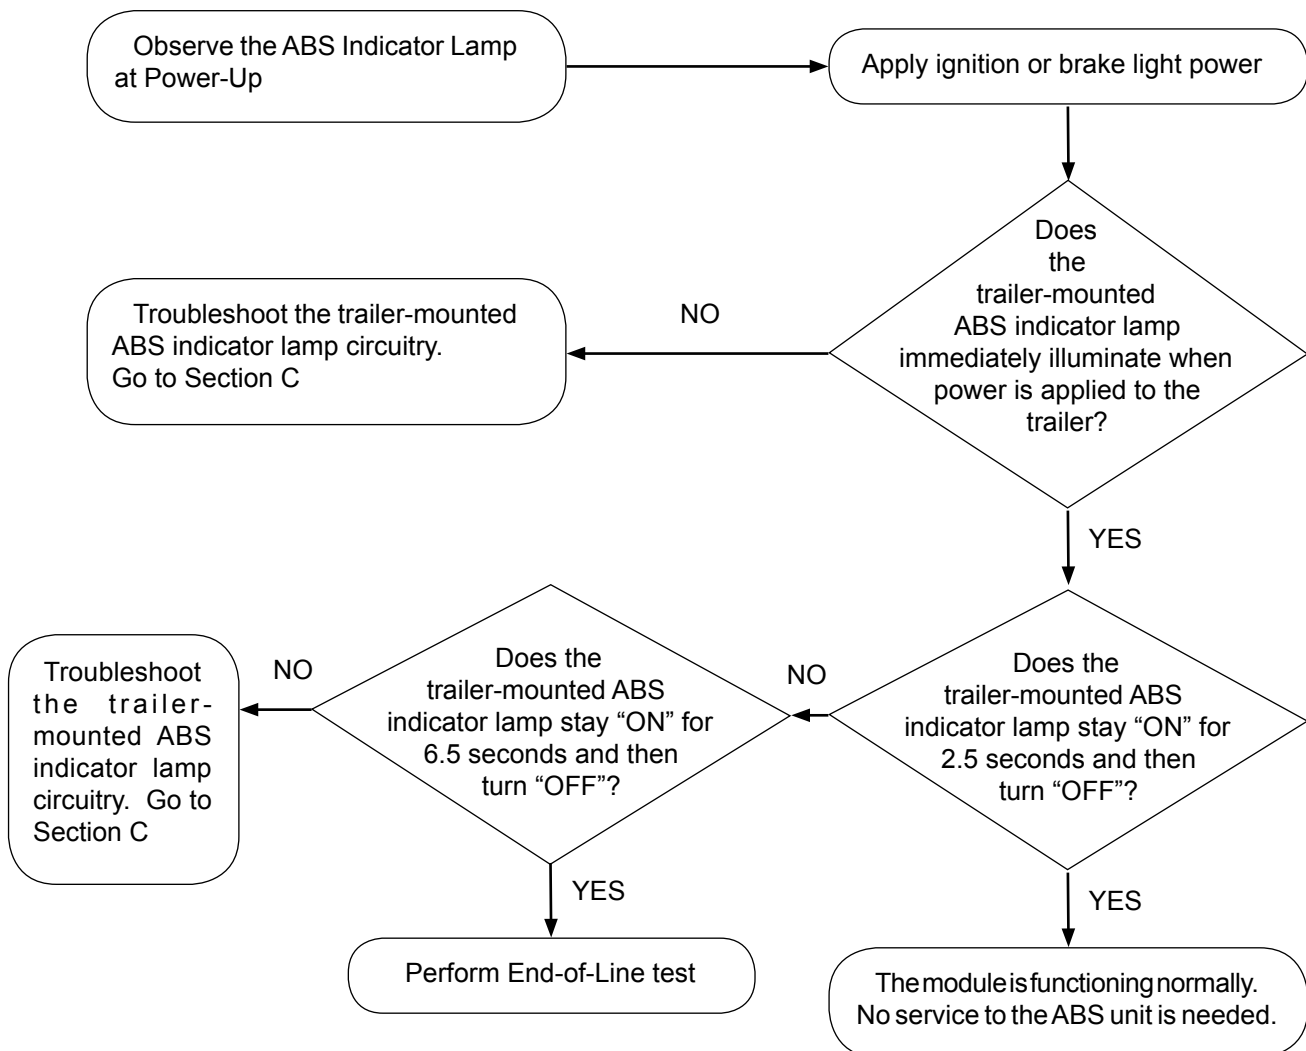 Observe the ABS Indicator Lamp
at Power-Up
Apply ignition or brake light power
Does
the
trailer-mounted
ABS indicator lamp
immediately illuminate when
power is applied to the
trailer?
NO
Troubleshoot the trailer-mounted
ABS indicator lamp circuitry.
Go to Section C
YES
Does the
trailer-mounted ABS
indicator lamp stay “ON” for
2.5 seconds and then
turn “OFF”?
NO
Does the
trailer-mounted ABS
indicator lamp stay “ON” for
6.5 seconds and then
turn “OFF”?
NO
Troubleshoot
the trailer-
mounted ABS
indicator lamp
circuitry. Go to
Section C
YES
Perform End-of-Line test
YES
The module is functioning normally.
No service to the ABS unit is needed.